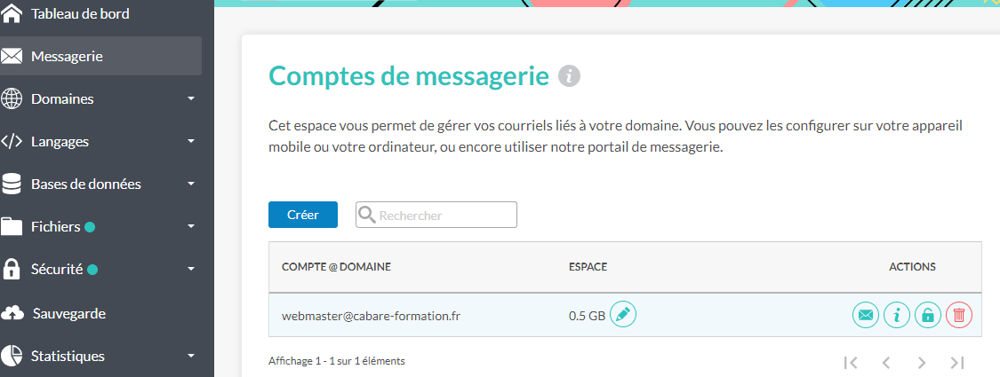 Tableau de bord
Messagerie
Domaines
Langages
Bases de données
Fichiers
Sécurité
Sauvegarde
Statistiques
Comptes de messagerie
Cet espace vous permet de gérer vos courriels liés à votre domaine. Vous pouvez les configurer sur votre appareil
mobile ou votre ordinateur, ou encore utiliser notre portail de messagerie.
Créer
Rechercher
COMPTE @ DOMAINE ESPACE ACTIONS
webmaster@cabare-formation.fr 0.5 GB
Affichage 1 - 1 sur 1 éléments